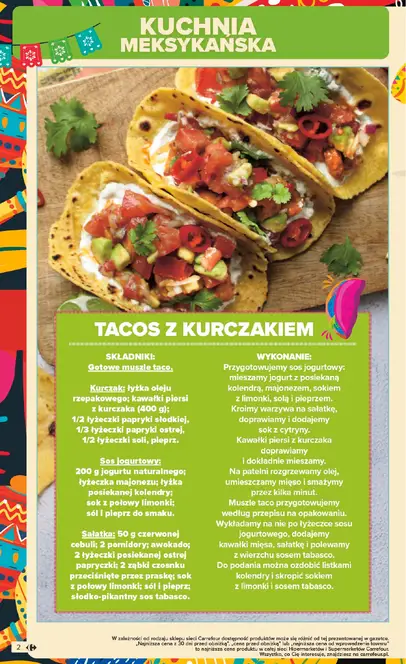 KUCHNIA
MEKSYKAŃSKA
TACOS Z KURCZAKIEM
SKŁADNIKI:
Gotowe muszle taco.
Kurczak: łyżka oleju
rzepakowego; kawałki piersi
z kurczaka (400 g);
1/2 łyżeczki papryki słodkiej,
1/3 łyżeczki papryki ostrej,
1/2 łyżeczki soli, pieprz.
Sos jogurtowy:
200 g jogurtu naturalnego;
łyżeczka majonezu; łyżka
posiekanej kolendry;
sok z połowy limonki;
sól i pieprz do smaku.
Sałatka: 50 g czerwonej
cebuli; 2 pomidory; awokado;
2 łyżeczki posiekanej ostrej
papryczki; 2 ząbki czosnku
przeciśnięte przez praskę; sok
z połowy limonki; sól i pieprz;
słodko-pikantny sos tabasco.
WYKONANIE:
Przygotowujemy sos jogurtowy:
mieszamy jogurt z posiekaną
kolendrą, majonezem, sokiem
z limonki, solą i pieprzem.
Kroimy warzywa na sałatkę,
doprawiamy i dodajemy
sok z cytryny.
Kawałki piersi z kurczaka
doprawiamy
i dokładnie mieszamy.
Na patelni rozgrzewamy olej,
umieszczamy mięso i smażymy
przez kilka minut.
Muszle taco przygotowujemy
według przepisu na opakowaniu.
Wykładamy na nie po łyżeczce sosu
jogurtowego, dodajemy
kawałki mięsa, sałatkę i polewamy
z wierzchu sosem tabasco.
Do podania można ozdobić listkami
kolendry i skropić sokiem
z limonki i sosem tabasco.
2
W zależności od rodzaju sklepu sieci Carrefour dostępność produktów może się różnić od tej prezentowanej w gazetce.
„Najniższa cena z 30 dni przed obniżką", „cena przed obniżką" lub „najniższa cena od wprowadzenia towaru"
to najniższe cena produktu w całej sieci Hipermarketów i Supermarketów Carrefour.
Wszystko, co Cię interesuje, znajdziesz na carrefour.pl.